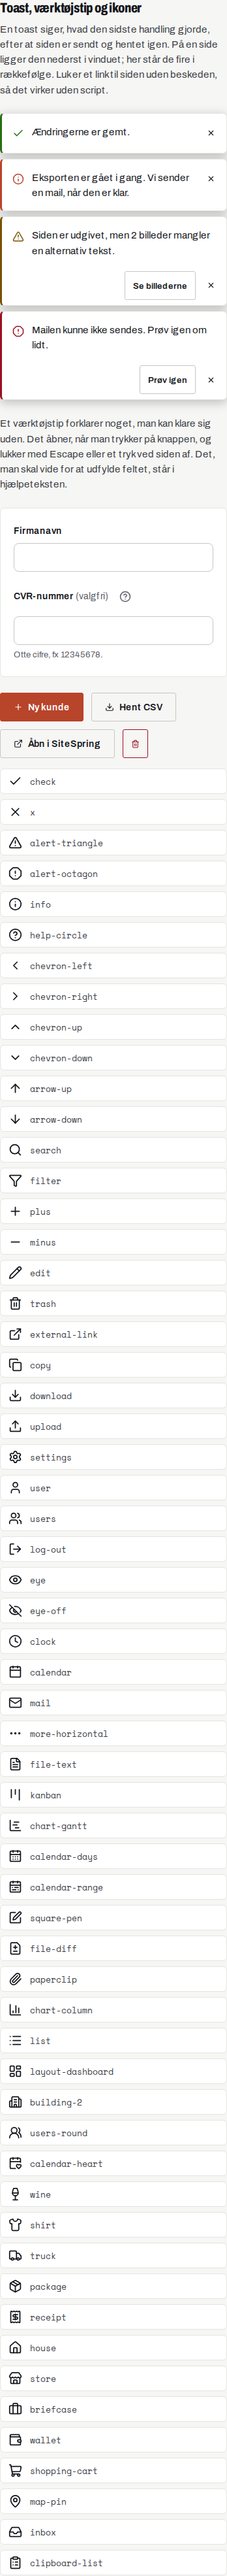 Toast, værktøjstip og ikoner
En toast siger, hvad den sidste handling gjorde,
efter at siden er sendt og hentet igen. På en side
ligger den nederst i vinduet; her står de fire i
rækkefølge. Luk er et link til siden uden beskeden,
så det virker uden script.
Ændringerne er gemt.
Eksporten er gået i gang. Vi sender
en mail, når den er klar.
Siden er udgivet, men 2 billeder mangler
en alternativ tekst.
Se billederne
Mailen kunne ikke sendes. Prøv igen om
lidt.
Prøv igen
Et værktøjstip forklarer noget, man kan klare sig
uden. Det åbner, når man trykker på knappen, og
lukker med Escape eller et tryk ved siden af. Det,
man skal vide for at udfylde feltet, står i
hjælpeteksten.
Firmanavn
CVR-nummer (valgfri)
Otte cifre, fx 12345678.
Ny kunde
Hent CSV
Åbn i SiteSpring
check
x
alert-triangle
alert-octagon
info
help-circle
chevron-left
chevron-right
chevron-up
chevron-down
arrow-up
arrow-down
search
filter
plus
minus
edit
trash
external-link
copy
download
upload
settings
user
users
log-out
eye
eye-off
clock
calendar
mail
more-horizontal
file-text
kanban
chart-gantt
calendar-days
calendar-range
square-pen
file-diff
paperclip
chart-column
list
layout-dashboard
building-2
users-round
calendar-heart
wine
shirt
truck
package
receipt
house
store
briefcase
wallet
shopping-cart
map-pin
inbox
clipboard-list